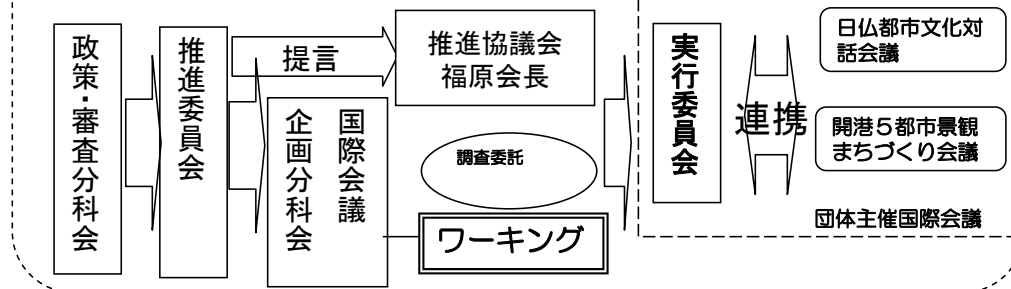 政策・審査分科会
推進委員会
提言
推進協議会
福原会長
国際会議
企画分科会
調査委託
ワーキング
実行委員会
連携
日仏都市文化対
話会議
開港５都市景観
まちづくり会議
団体主催国際会議